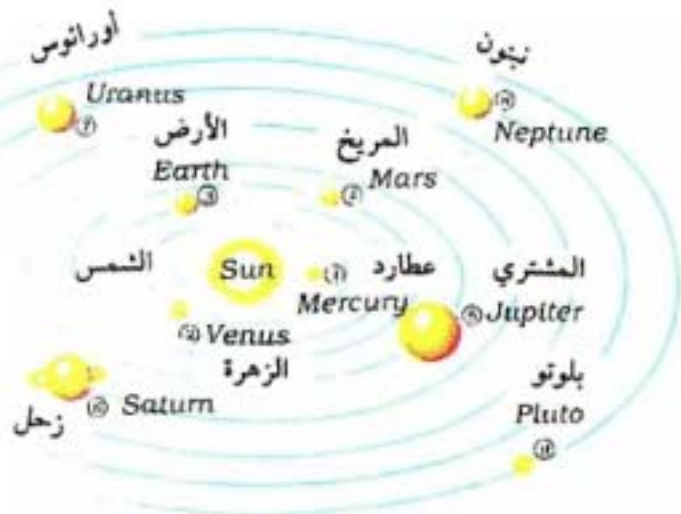 أورانوس
Uranus
نبتون
Neptune
الأرض
Earth
المريخ
Mars
الشمس
Sun
عطارد
Mercury
المشتري
Jupiter
Venus
الزهرة
زحل
Saturn
بلوتو
Pluto